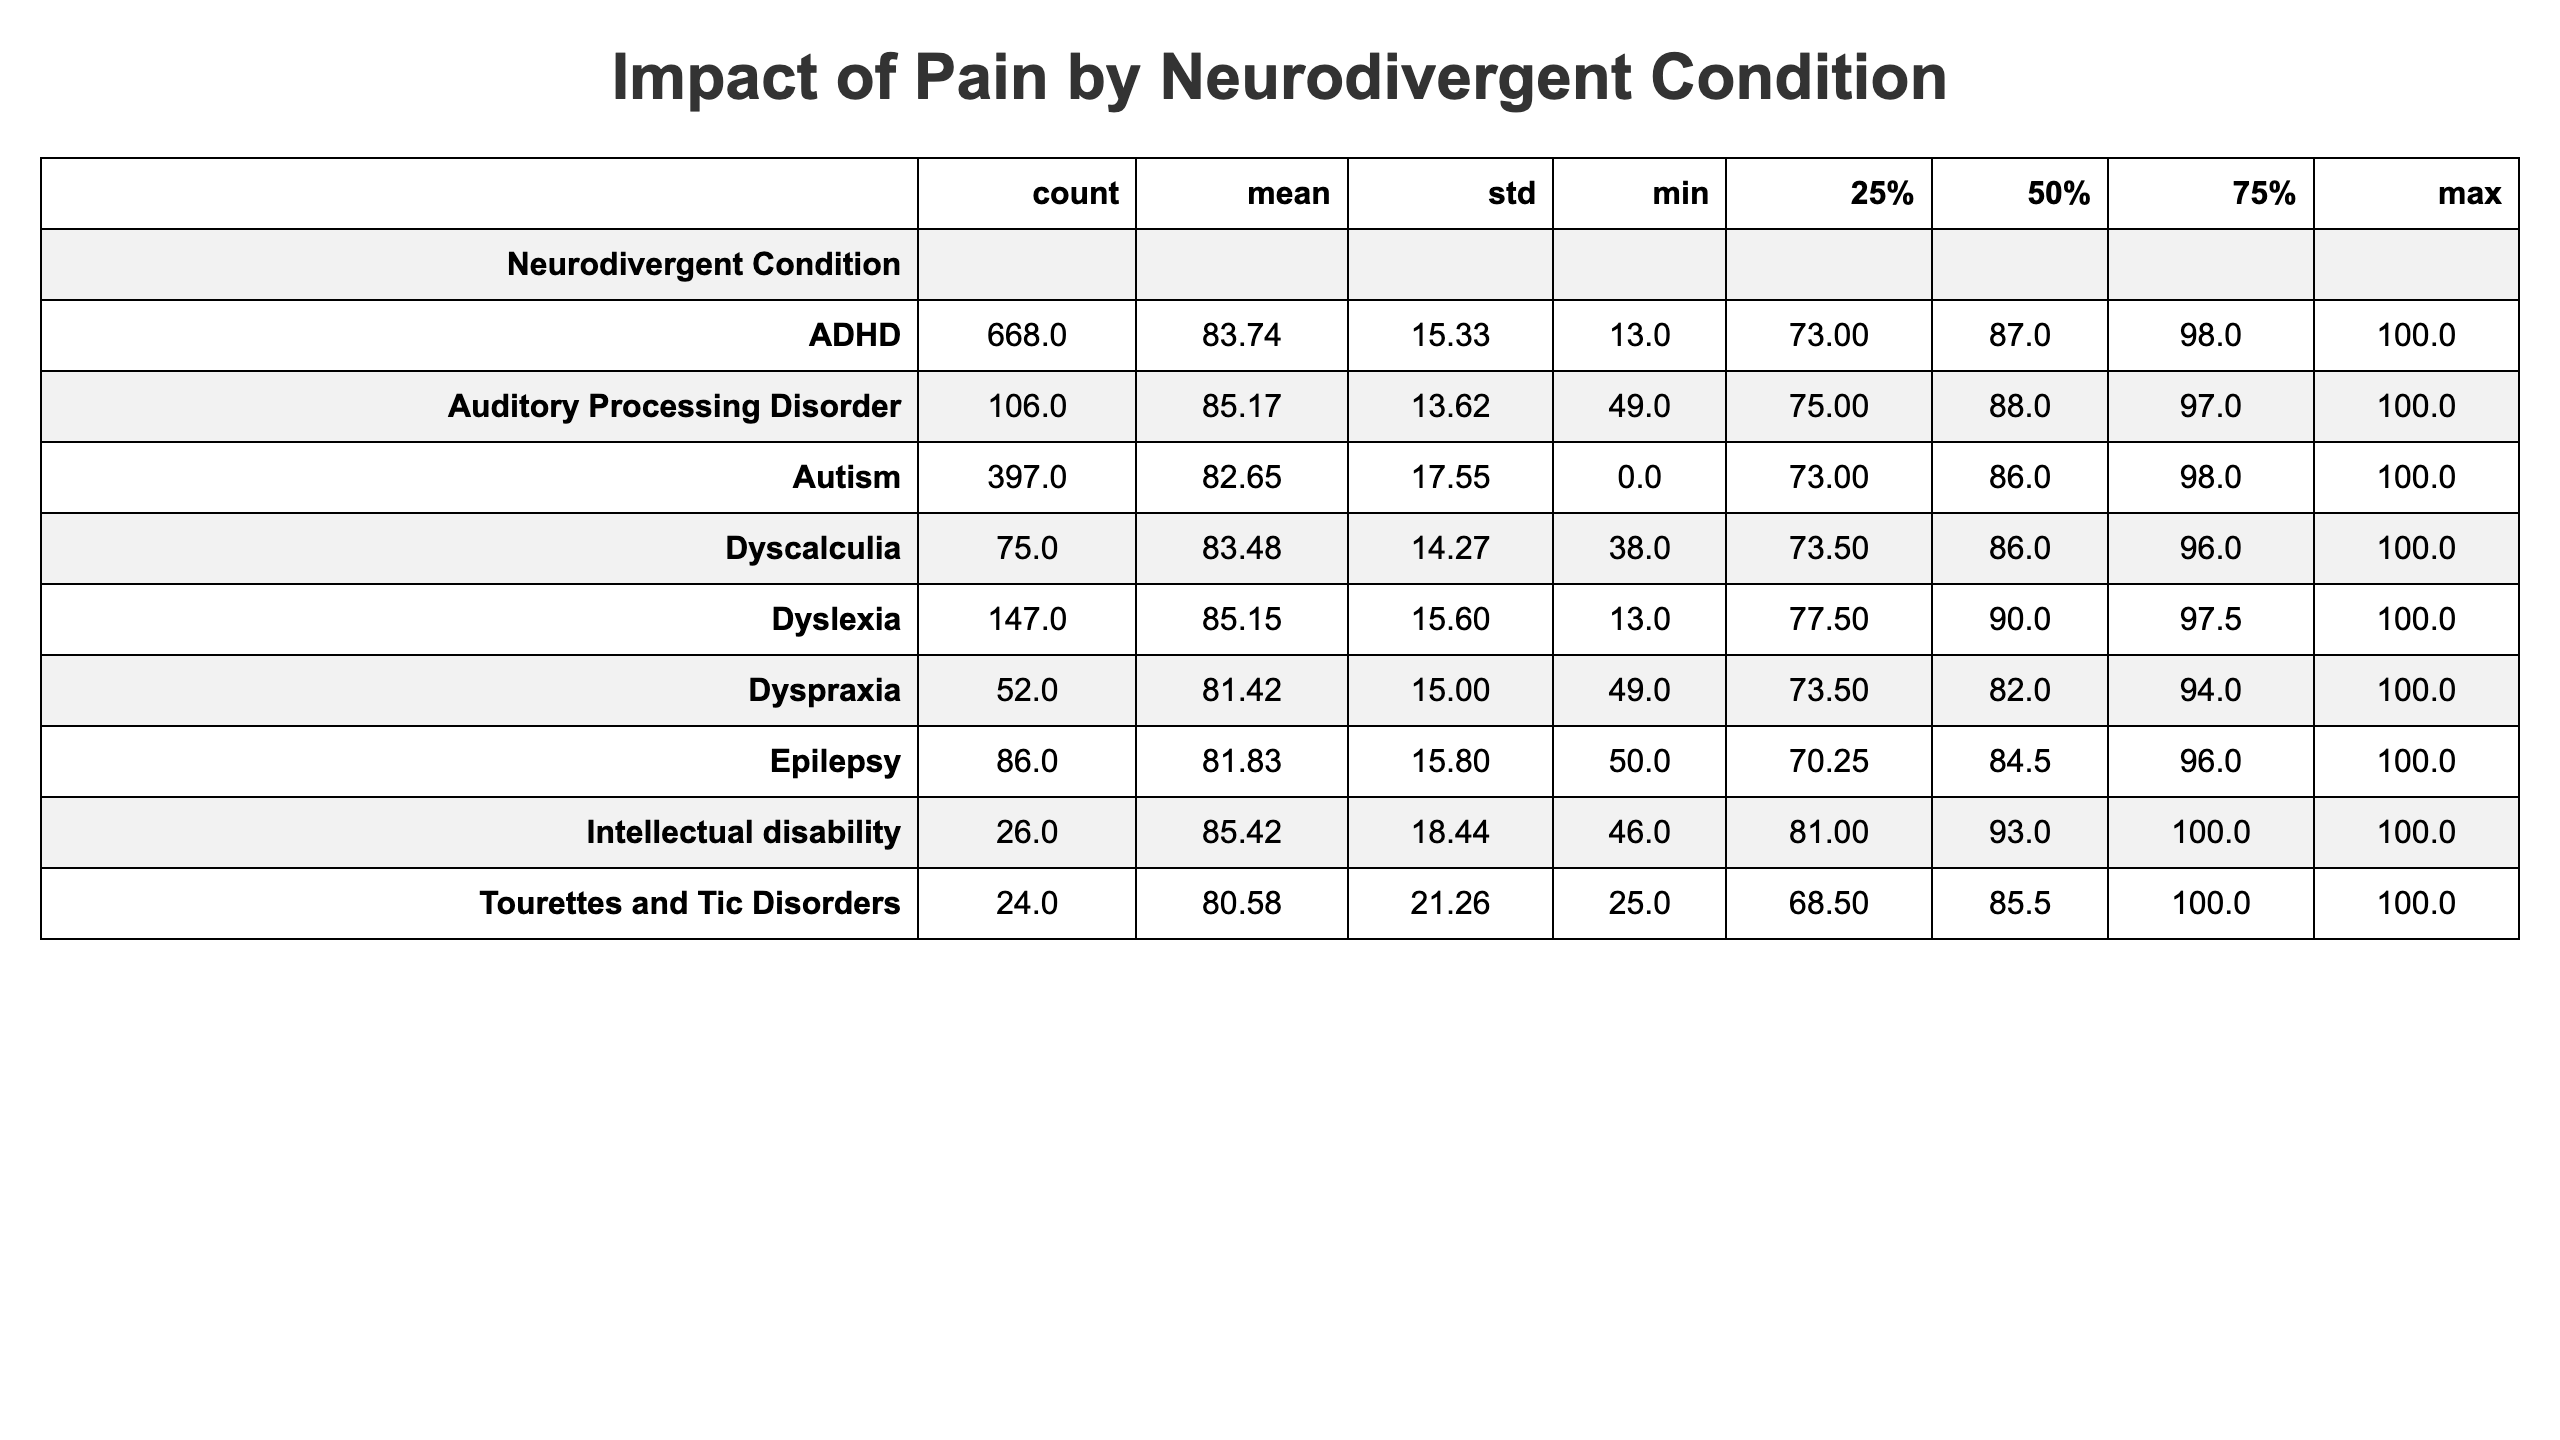 Impact of Pain by Neurodivergent Condition
count mean std min 25% 50% 75% max
Neurodivergent Condition
ADHD 668.0 83.74 15.33 13.0 73.00 87.0 98.0 100.0
Auditory Processing Disorder 106.0 85.17 13.62 49.0 75.00 88.0 97.0 100.0
Autism 397.0 82.65 17.55 0.0 73.00 86.0 98.0 100.0
Dyscalculia 75.0 83.48 14.27 38.0 73.50 86.0 96.0 100.0
Dyslexia 147.0 85.15 15.60 13.0 77.50 90.0 97.5 100.0
Dyspraxia 52.0 81.42 15.00 49.0 73.50 82.0 94.0 100.0
Epilepsy 86.0 81.83 15.80 50.0 70.25 84.5 96.0 100.0
Intellectual disability 26.0 85.42 18.44 46.0 81.00 93.0 100.0 100.0
Tourettes and Tic Disorders 24.0 80.58 21.26 25.0 68.50 85.5 100.0 100.0